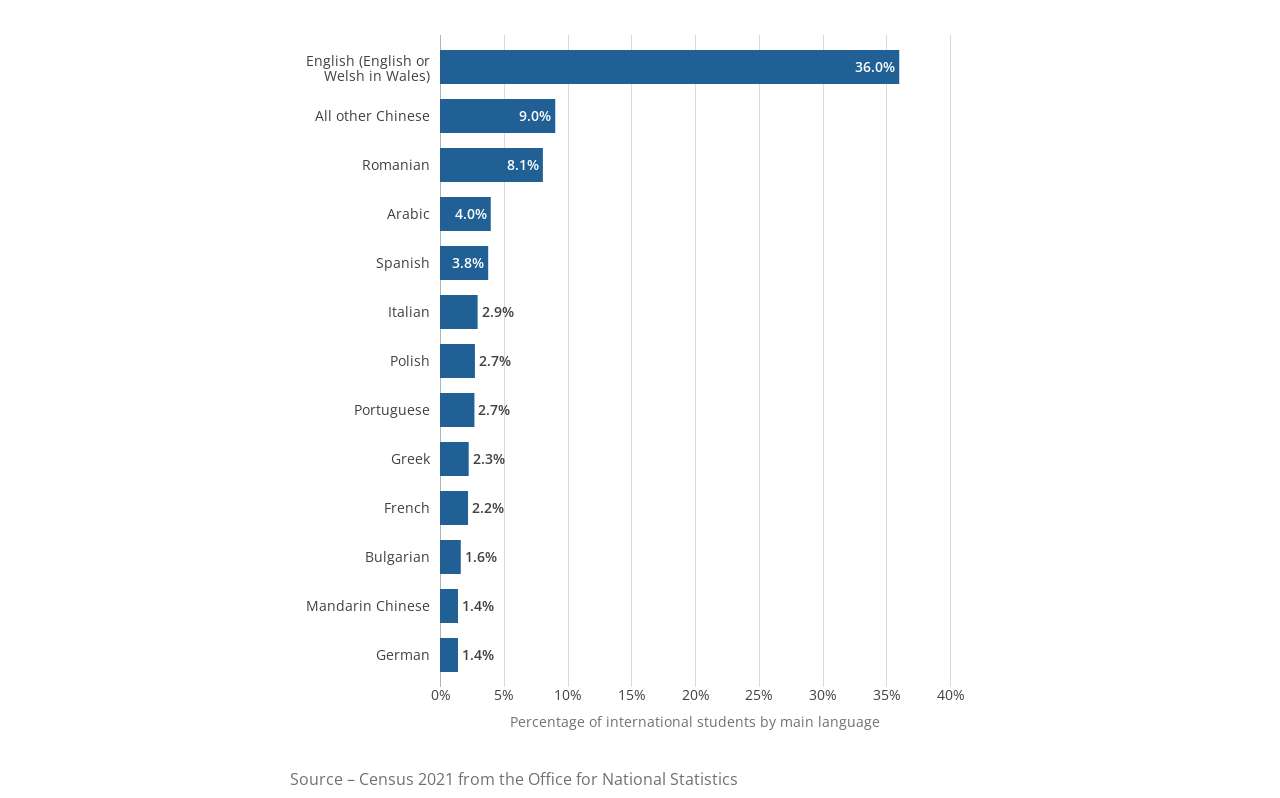 English (English or
Welsh in Wales)
36.0%
All other Chinese
9.0%
Romanian
8.1%
Arabic
4.0%
Spanish
3.8%
Italian
2.9%
Polish
2.7%
Portuguese
2.7%
Greek
2.3%
French
2.2%
Bulgarian
1.6%
Mandarin Chinese
1.4%
German
1.4%
0% 5% 10% 15% 20% 25% 30% 35% 40%
Percentage of international students by main language
Source – Census 2021 from the Office for National Statistics